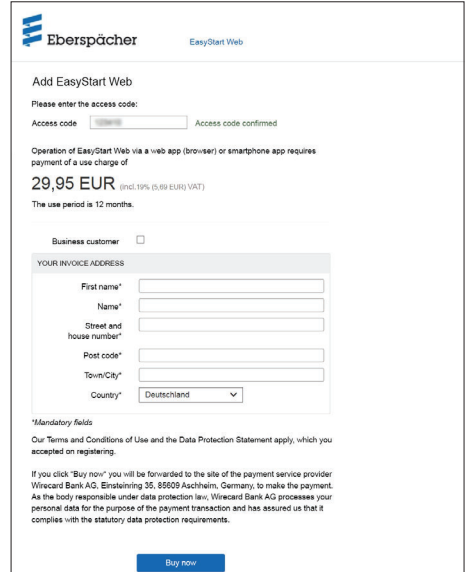 Eberspächer
EasyStart Web
Add EasyStart Web
Please enter the access code:
Access code
Access code confirmed
Operation of EasyStart Web via a web app (browser) or smartphone app requires
payment of a use charge of
29,95 EUR (incl.19% (5,69 EUR) VAT)
The use period is 12 months.
Business customer
YOUR INVOICE ADDRESS
First name*
Name*
Street and
house number*
Post code*
Town/City*
Country*
Deutschland
*Mandatory fields
Our Terms and Conditions of Use and the Data Protection Statement apply, which you
accepted on registering.
If you click "Buy now" you will be forwarded to the site of the payment service provider
Wirecard Bank AG, Einsteinring 35, 85609 Aschheim, Germany, to make the payment.
As the body responsible under data protection law, Wirecard Bank AG processes your
personal data for the purpose of the payment transaction and has assured us that it
complies with the statutory data protection requirements.
Buy now